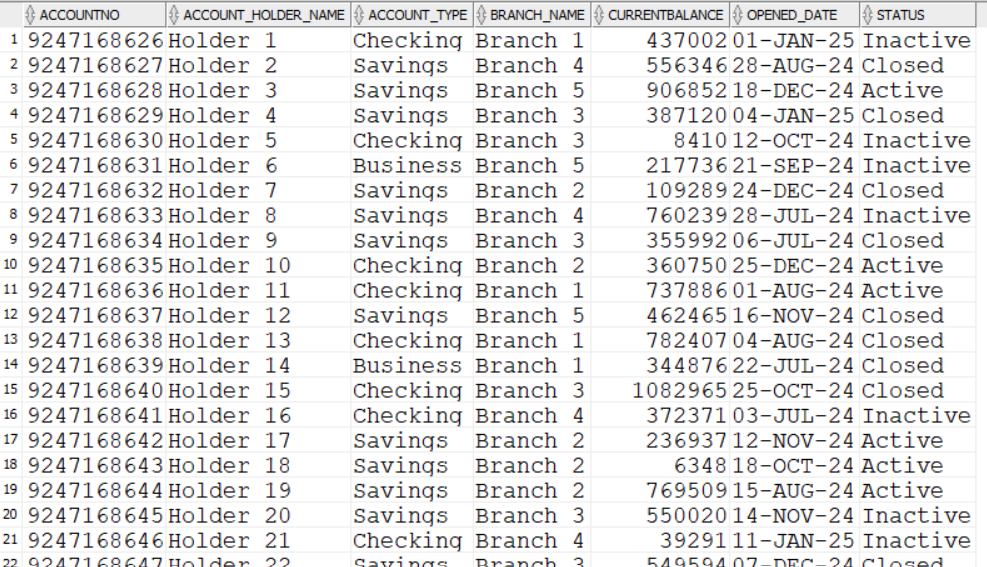 ACCOUNTNO ACCOUNT_HOLDER_NAME ACCOUNT_TYPE BRANCH_NAME CURRENTBALANCE OPENED_DATE STATUS
1 9247168626 Holder 1 Checking Branch 1 437002 01-JAN-25 Inactive
2 9247168627 Holder 2 Savings Branch 4 556346 28-AUG-24 Closed
3 9247168628 Holder 3 Savings Branch 5 906852 18-DEC-24 Active
4 9247168629 Holder 4 Savings Branch 3 387120 04-JAN-25 Closed
5 9247168630 Holder 5 Checking Branch 3 8410 12-OCT-24 Inactive
6 9247168631 Holder 6 Business Branch 5 217736 21-SEP-24 Inactive
7 9247168632 Holder 7 Savings Branch 2 109289 24-DEC-24 Closed
8 9247168633 Holder 8 Savings Branch 4 760239 28-JUL-24 Inactive
9 9247168634 Holder 9 Savings Branch 3 355992 06-JUL-24 Closed
10 9247168635 Holder 10 Checking Branch 2 360750 25-DEC-24 Active
11 9247168636 Holder 11 Checking Branch 1 737886 01-AUG-24 Active
12 9247168637 Holder 12 Savings Branch 5 462465 16-NOV-24 Closed
13 9247168638 Holder 13 Checking Branch 1 782407 04-AUG-24 Closed
14 9247168639 Holder 14 Business Branch 1 344876 22-JUL-24 Closed
15 9247168640 Holder 15 Checking Branch 3 1082965 25-OCT-24 Closed
16 9247168641 Holder 16 Checking Branch 4 372371 03-JUL-24 Inactive
17 9247168642 Holder 17 Savings Branch 2 236937 12-NOV-24 Active
18 9247168643 Holder 18 Savings Branch 2 6348 18-OCT-24 Active
19 9247168644 Holder 19 Savings Branch 2 769509 15-AUG-24 Active
20 9247168645 Holder 20 Savings Branch 3 550020 14-NOV-24 Inactive
21 9247168646 Holder 21 Checking Branch 4 39291 11-JAN-25 Inactive
22 9247168647 Holder 22 Savings Branch 3 549594 07-DEC-24 Closed